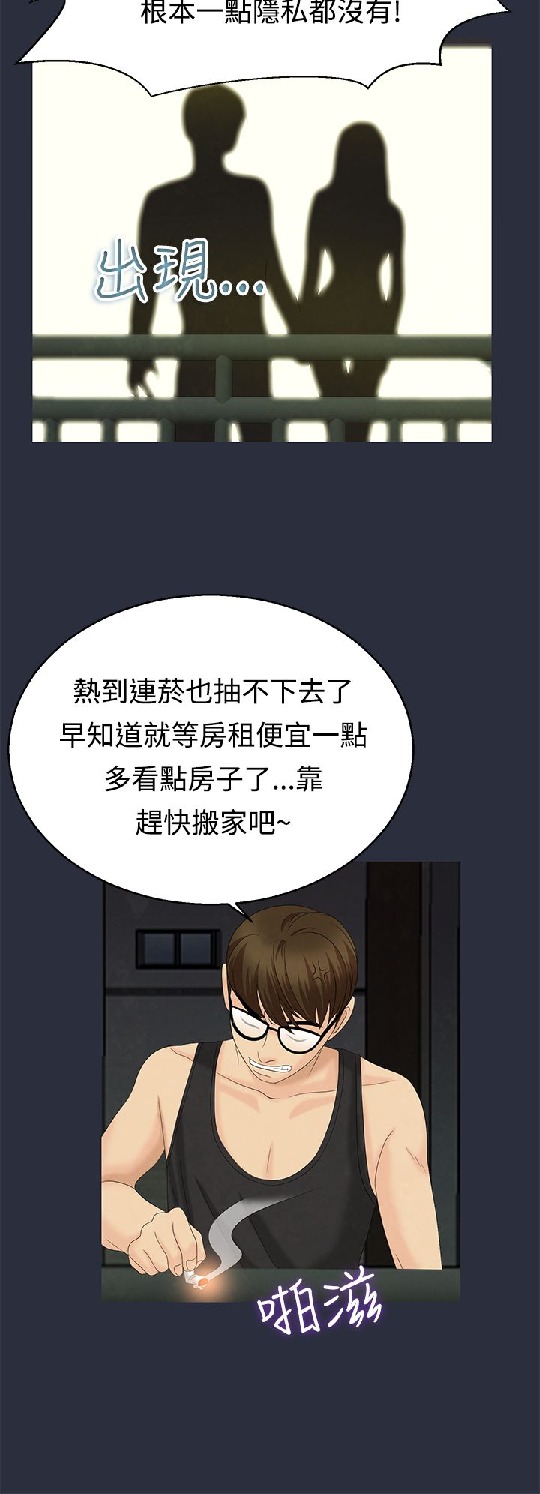 根本一點隱私都沒有!
出現...
熱到連菸也抽不下去了
早知道就等房租便宜一點
多看點房子了...靠
趕快搬家吧~
啪滋